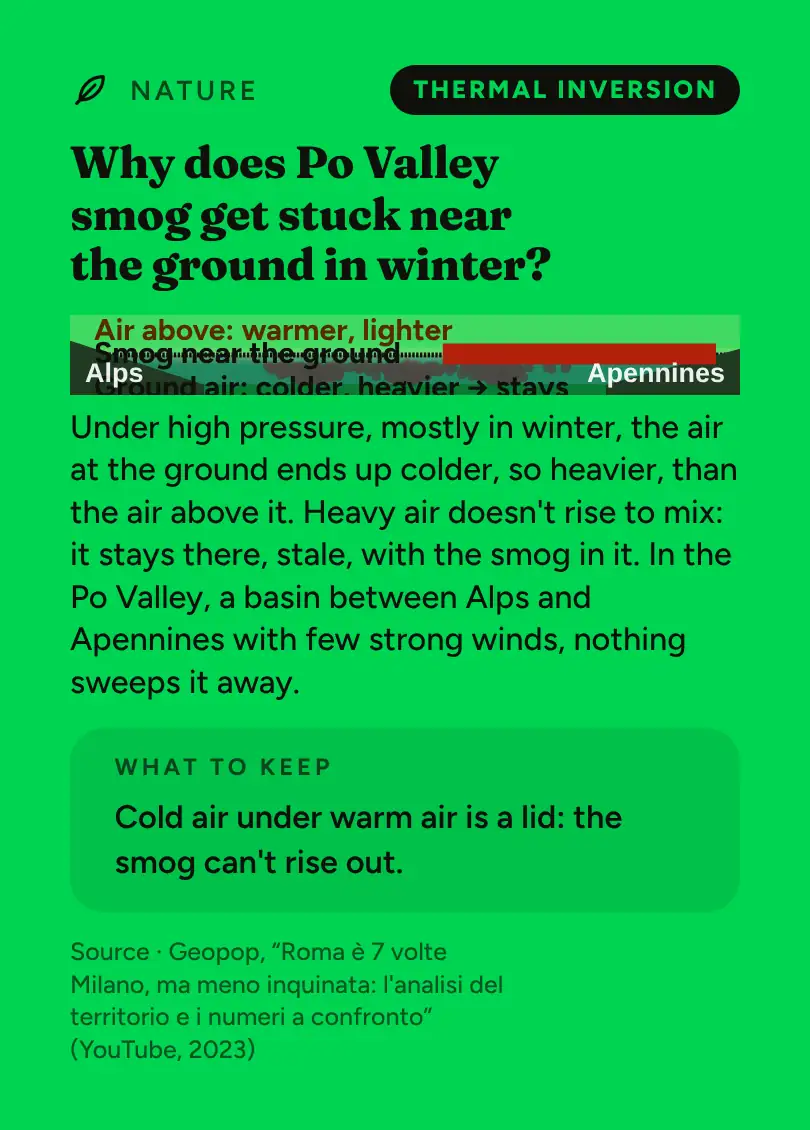 NATURE
THERMAL INVERSION
Why does Po Valley
smog get stuck near
the ground in winter?
Air above: warmer, lighter
Smog near the ground
Alps
Apennines
Ground air: colder, heavier → stays
Under high pressure, mostly in winter, the air
at the ground ends up colder, so heavier, than
the air above it. Heavy air doesn't rise to mix:
it stays there, stale, with the smog in it. In the
Po Valley, a basin between Alps and
Apennines with few strong winds, nothing
sweeps it away.
WHAT TO KEEP
Cold air under warm air is a lid: the
smog can't rise out.
Source · Geopop, “Roma è 7 volte
Milano, ma meno inquinata: l'analisi del
territorio e i numeri a confronto”
(YouTube, 2023)